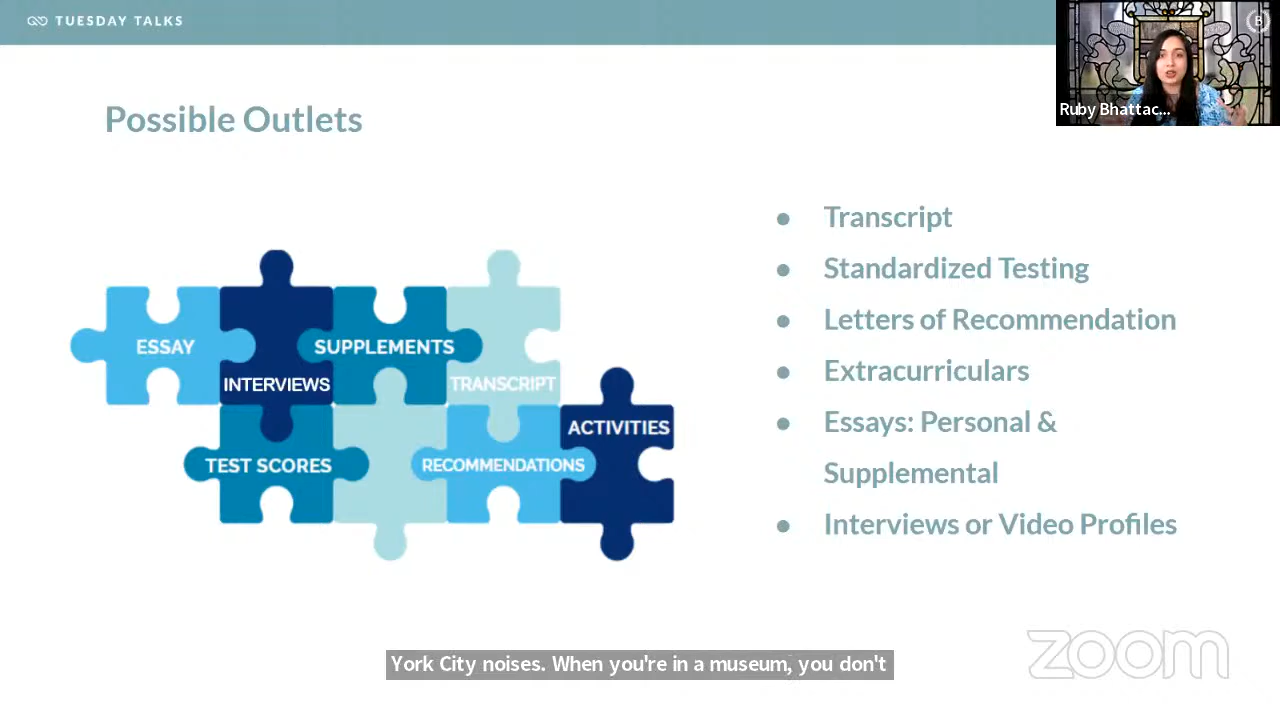 TUESDAY TALKS
B
Ruby Bhattac...
Possible Outlets
ESSAY
SUPPLEMENTS
INTERVIEWS
TRANSCRIPT
ACTIVITIES
TEST SCORES
RECOMMENDATIONS
● Transcript
● Standardized Testing
● Letters of Recommendation
● Extracurriculars
● Essays: Personal &
Supplemental
● Interviews or Video Profiles
York City noises. When you're in a museum, you don't
zoom